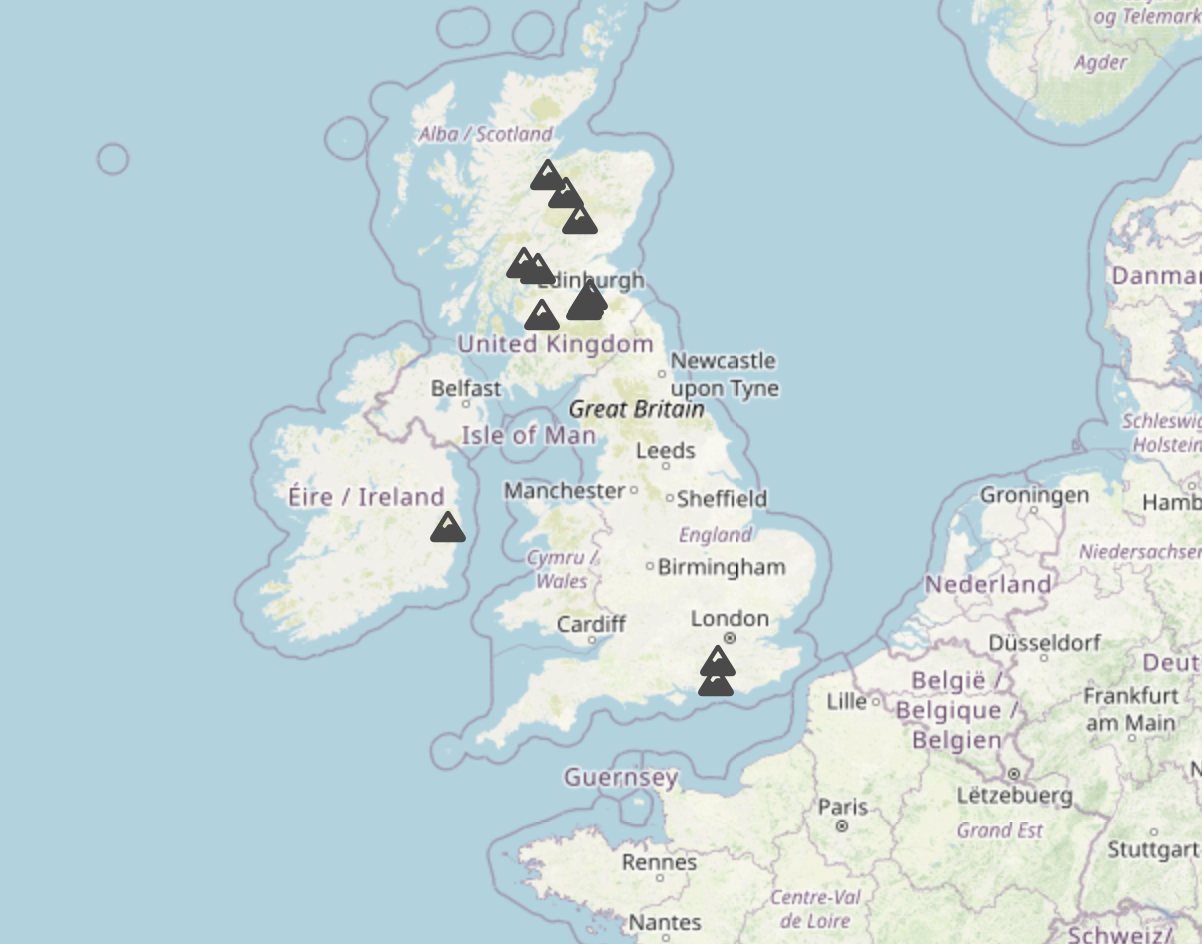 og Telemark
Agder
Alba / Scotland
Edinburgh
Danmar
United Kingdom
Newcastle
upon Tyne
Belfast
Great Britain
Isle of Man
Schleswig
Holstein
Leeds
Éire / Ireland
Manchester
Sheffield
Groningen
Hamb
England
Niedersachsen
Cymru /
Wales
Birmingham
Nederland
London
Cardiff
Düsseldorf
Deut
België /
Belgique /
Belgien
Lille
Frankfurt
am Main
N
Guernsey
Lëtzebuerg
Paris
Grand Est
Stuttgart
Rennes
Centre-Val
de Loire
Nantes
Schweiz/